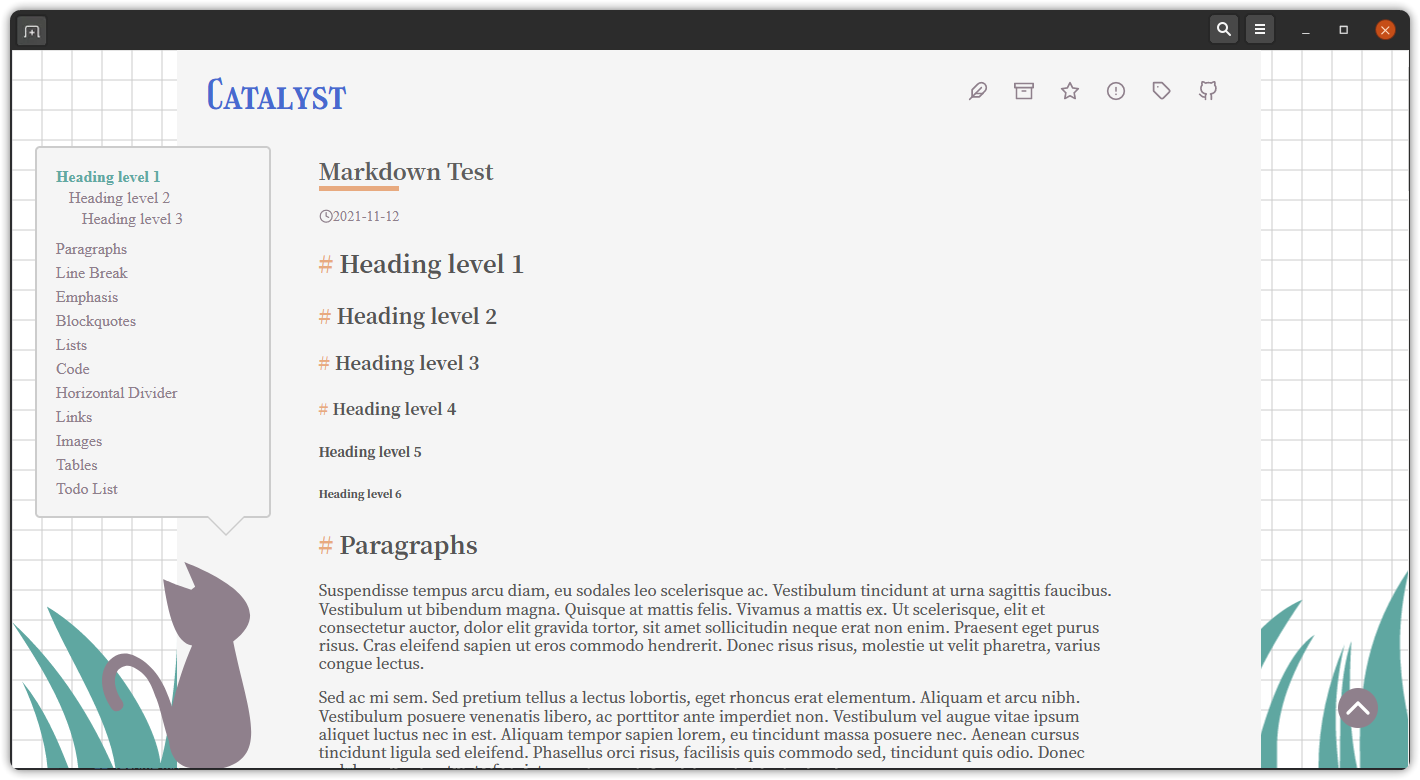 CATALYST
Heading level 1
Heading level 2
Heading level 3
Paragraphs
Line Break
Emphasis
Blockquotes
Lists
Code
Horizontal Divider
Links
Images
Tables
Todo List
Markdown Test
2021-11-12
# Heading level 1
# Heading level 2
# Heading level 3
# Heading level 4
Heading level 5
Heading level 6
# Paragraphs
Suspendisse tempus arcu diam, eu sodales leo scelerisque ac. Vestibulum tincidunt at urna sagittis faucibus.
Vestibulum ut bibendum magna. Quisque at mattis felis. Vivamus a mattis ex. Ut scelerisque, elit et
consectetur auctor, dolor elit gravida tortor, sit amet sollicitudin neque erat non enim. Praesent eget purus
risus. Cras eleifend sapien ut eros commodo hendrerit. Donec risus risus, molestie ut velit pharetra, varius
congue lectus.
Sed ac mi sem. Sed pretium tellus a lectus lobortis, eget rhoncus erat elementum. Aliquam et arcu nibh.
Vestibulum posuere venenatis libero, ac porttitor ante imperdiet non. Vestibulum vel augue vitae ipsum
aliquet luctus nec in est. Aliquam tempor sapien lorem, eu tincidunt massa posuere nec. Aenean cursus
tincidunt ligula sed eleifend. Phasellus orci risus, facilisis quis commodo sed, tincidunt quis odio. Donec